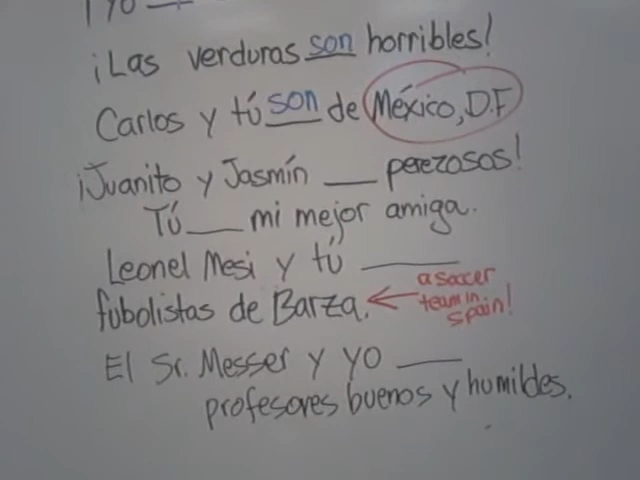 Yo
¡Las verduras son horribles!
Carlos y tú son de México, D.F
¡Juanito y Jasmín ___ perezosos!
Tú ___ mi mejor amiga.
Leonel Mesi y tú ___
fubolistas de Barza. ← a soccer
team in
spain!
El Sr. Messer y yo ___
profesores buenos y humildes.